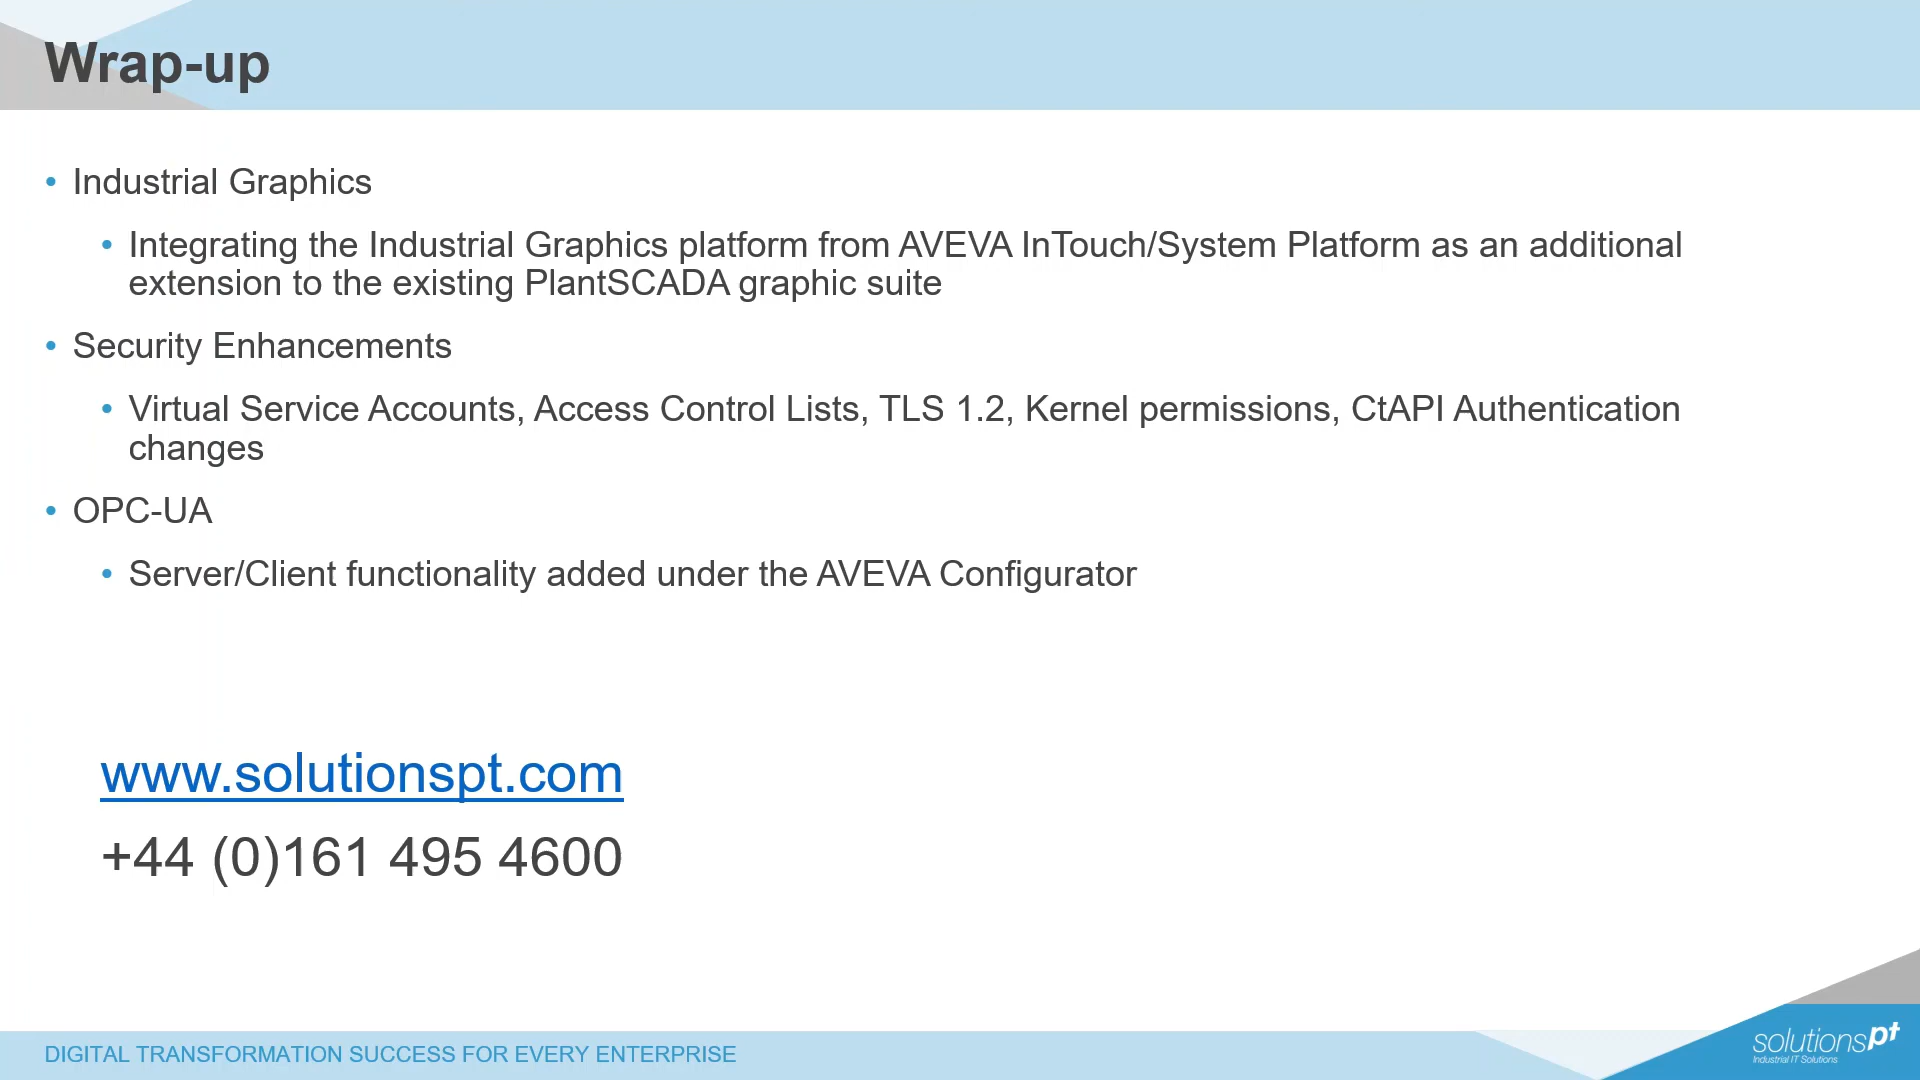 Wrap-up
• Industrial Graphics
• Integrating the Industrial Graphics platform from AVEVA InTouch/System Platform as an additional
extension to the existing PlantSCADA graphic suite
• Security Enhancements
• Virtual Service Accounts, Access Control Lists, TLS 1.2, Kernel permissions, CtAPI Authentication
changes
• OPC-UA
• Server/Client functionality added under the AVEVA Configurator
www.solutionspt.com
+44 (0)161 495 4600
DIGITAL TRANSFORMATION SUCCESS FOR EVERY ENTERPRISE
solutionspt
Industrial IT Solutions